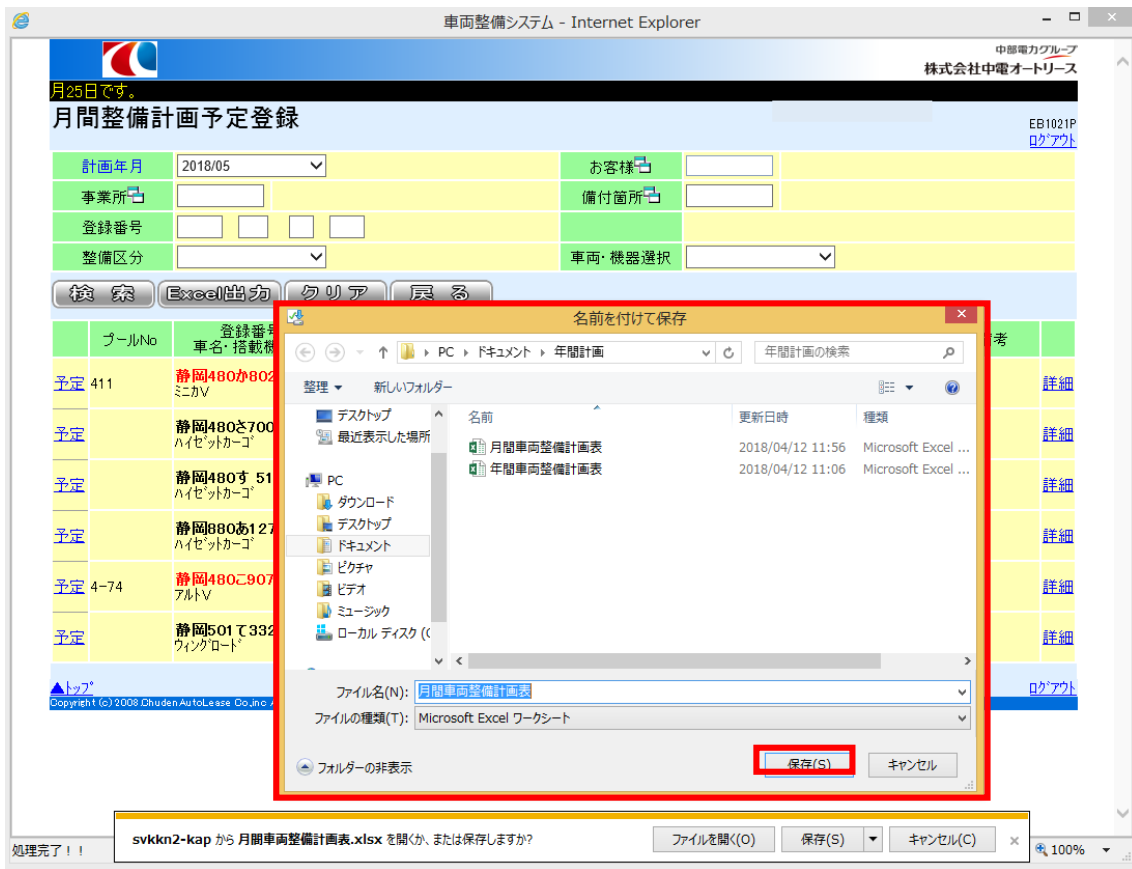 車両整備システム - Internet Explorer
中部電力グループ
株式会社中電オートリース
月25日です。
月間整備計画予定登録
EB1021P
ﾛｸﾞｱｳﾄ
計画年月 2018/05 お客様
事業所 備付箇所
登録番号
整備区分 車両・機器選択
検 索 Excel出力 クリア 戻 る
プールNo 登録番号 考
車名・搭載機
予定 411 静岡480か802 詳細
ミニカV
予定 静岡480さ700 詳細
ﾊｲｾﾞｯﾄｶｰｺﾞ
予定 静岡480す 51 詳細
ﾊｲｾﾞｯﾄｶｰｺﾞ
予定 静岡880あ127 詳細
ﾊｲｾﾞｯﾄｶｰｺﾞ
予定 4-74 静岡480こ907 詳細
ｱﾙﾄV
予定 静岡501て332 詳細
ｳｨﾝｸﾞﾛｰﾄﾞ
▲ﾄｯﾌﾟ ﾛｸﾞｱｳﾄ
Copyright (c) 2008 Chuden AutoLease Co.,inc
名前を付けて保存
PC ドキュメント 年間計画 年間計画の検索
整理 新しいフォルダー
デスクトップ
最近表示した場所
PC
ダウンロード
デスクトップ
ドキュメント
ピクチャ
ビデオ
ミュージック
ローカル ディスク (C
名前 更新日時 種類
月間車両整備計画表 2018/04/12 11:56 Microsoft Excel ...
年間車両整備計画表 2018/04/12 11:06 Microsoft Excel ...
ファイル名(N): 月間車両整備計画表
ファイルの種類(T): Microsoft Excel ワークシート
フォルダーの非表示 保存(S) キャンセル
svkkn2-kap から 月間車両整備計画表.xlsx を開くか、または保存しますか? ファイルを開く(O) 保存(S) キャンセル(C)
処理完了！！ 100%